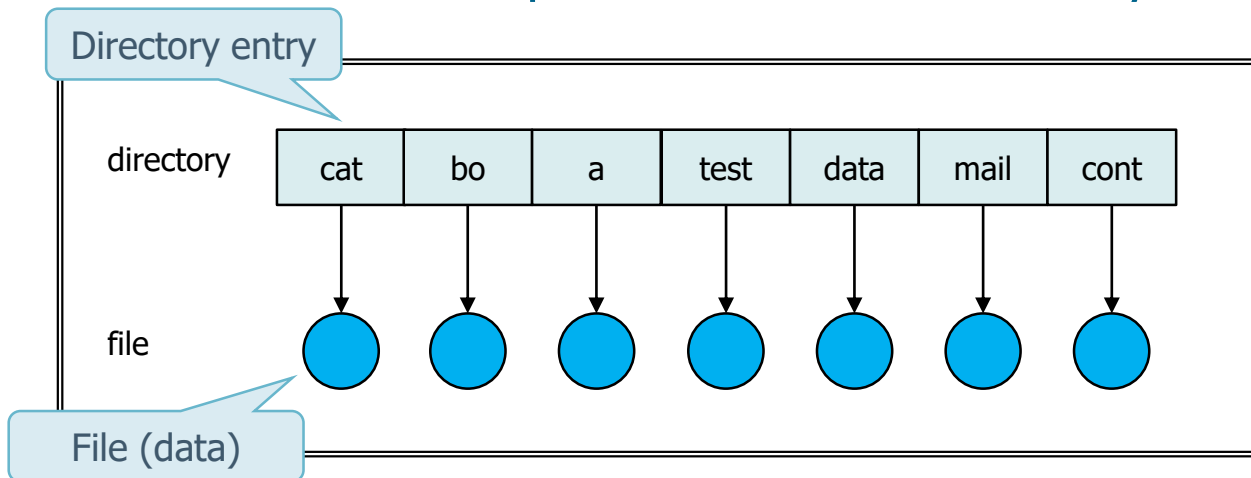 Directory entry
directory
cat bo a test data mail cont
file
File (data)